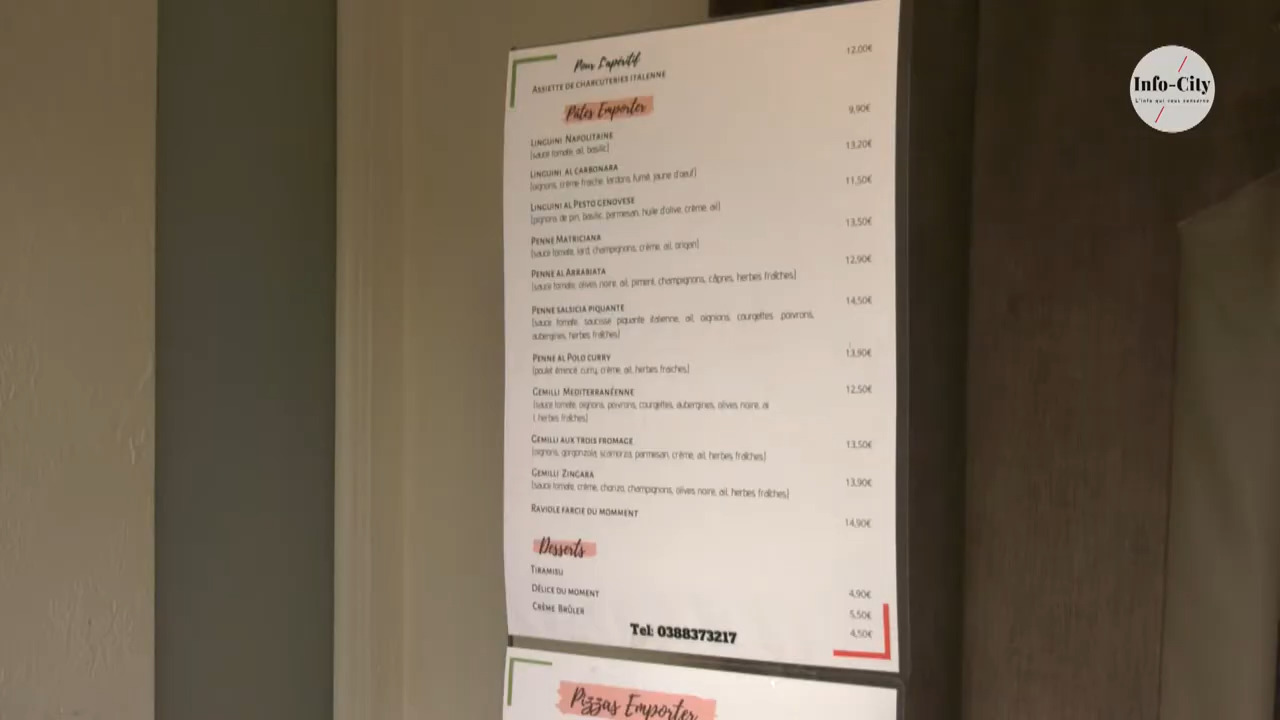 Pour L'apéritif
12,00€
ASSIETTE DE CHARCUTERIES ITALENNE
Pâtes Emporter
9,90€
LINGUINI NAPOLITAINE
(sauce tomate, ail, basilic)
13,20€
LINGUINI AL CARBONARA
(oignons, crème fraiche, lardons fumé, jaune d'oeuf)
11,50€
LINGUINI AL PESTO GENOVESE
(pignons de pin, basilic, parmesan, huile d'olive, crème, ail)
13,50€
PENNE MATRICIANA
(sauce tomate, lard, champignons, crème, ail, origan)
12,90€
PENNE AL ARRABIATA
(sauce tomate, olives noire, ail, piment, champignons, câpres, herbes fraîches)
14,50€
PENNE SALSICIA PIQUANTE
(sauce tomate, saucisse piquante italienne, ail, oignions, courgettes, poivrons,
aubergines, herbes fraîches)
13,90€
PENNE AL POLO CURRY
(poulet émincé, curry, crème, ail, herbes fraiches)
12,50€
GEMILLI MEDITERRANÉENNE
(sauce tomate, oignons, poivrons, courgettes, aubergines, olives noire, ai
l, herbes fraîches)
13,50€
GEMILLI AUX TROIS FROMAGE
(oignons, gorgonzola, scamorza, parmesan, crème, ail, herbes fraîches)
13,90€
GEMILLI ZINGARA
(sauce tomate, crème, chorizo, champignons, olives noire, ail, herbes fraîches)
RAVIOLE FARCIE DU MOMMENT
14,90€
Desserts
TIRAMISU
4,90€
DÉLICE DU MOMENT
5,50€
CRÈME BRÛLER
4,50€
Tel: 0388373217
Pizzas Emporter
Info-City
L'info qui vous concerne